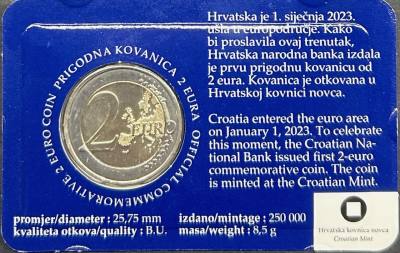 Hrvatska je 1. siječnja 2023.
ušla u europodručje. Kako
bi proslavila ovaj trenutak,
Hrvatska narodna banka izdala
je prvu prigodnu kovanicu od
2 eura. Kovanica je otkovana u
Hrvatskoj kovnici novca.
OFFICIAL COMMEMORATIVE 2 EURO COIN PRIGODNA KOVANICA 2 EURA
2 EURO
Croatia entered the euro area
on January 1, 2023. To celebrate
this moment, the Croatian Na-
tional Bank issued first 2-euro
commemorative coin. The coin
is minted at the Croatian Mint.
promjer/diameter : 25,75 mm
kvaliteta otkova/quality : B.U.
izdano/mintage : 250 000
masa/weight : 8,5 g
Hrvatska kovnica novca
Croatian Mint